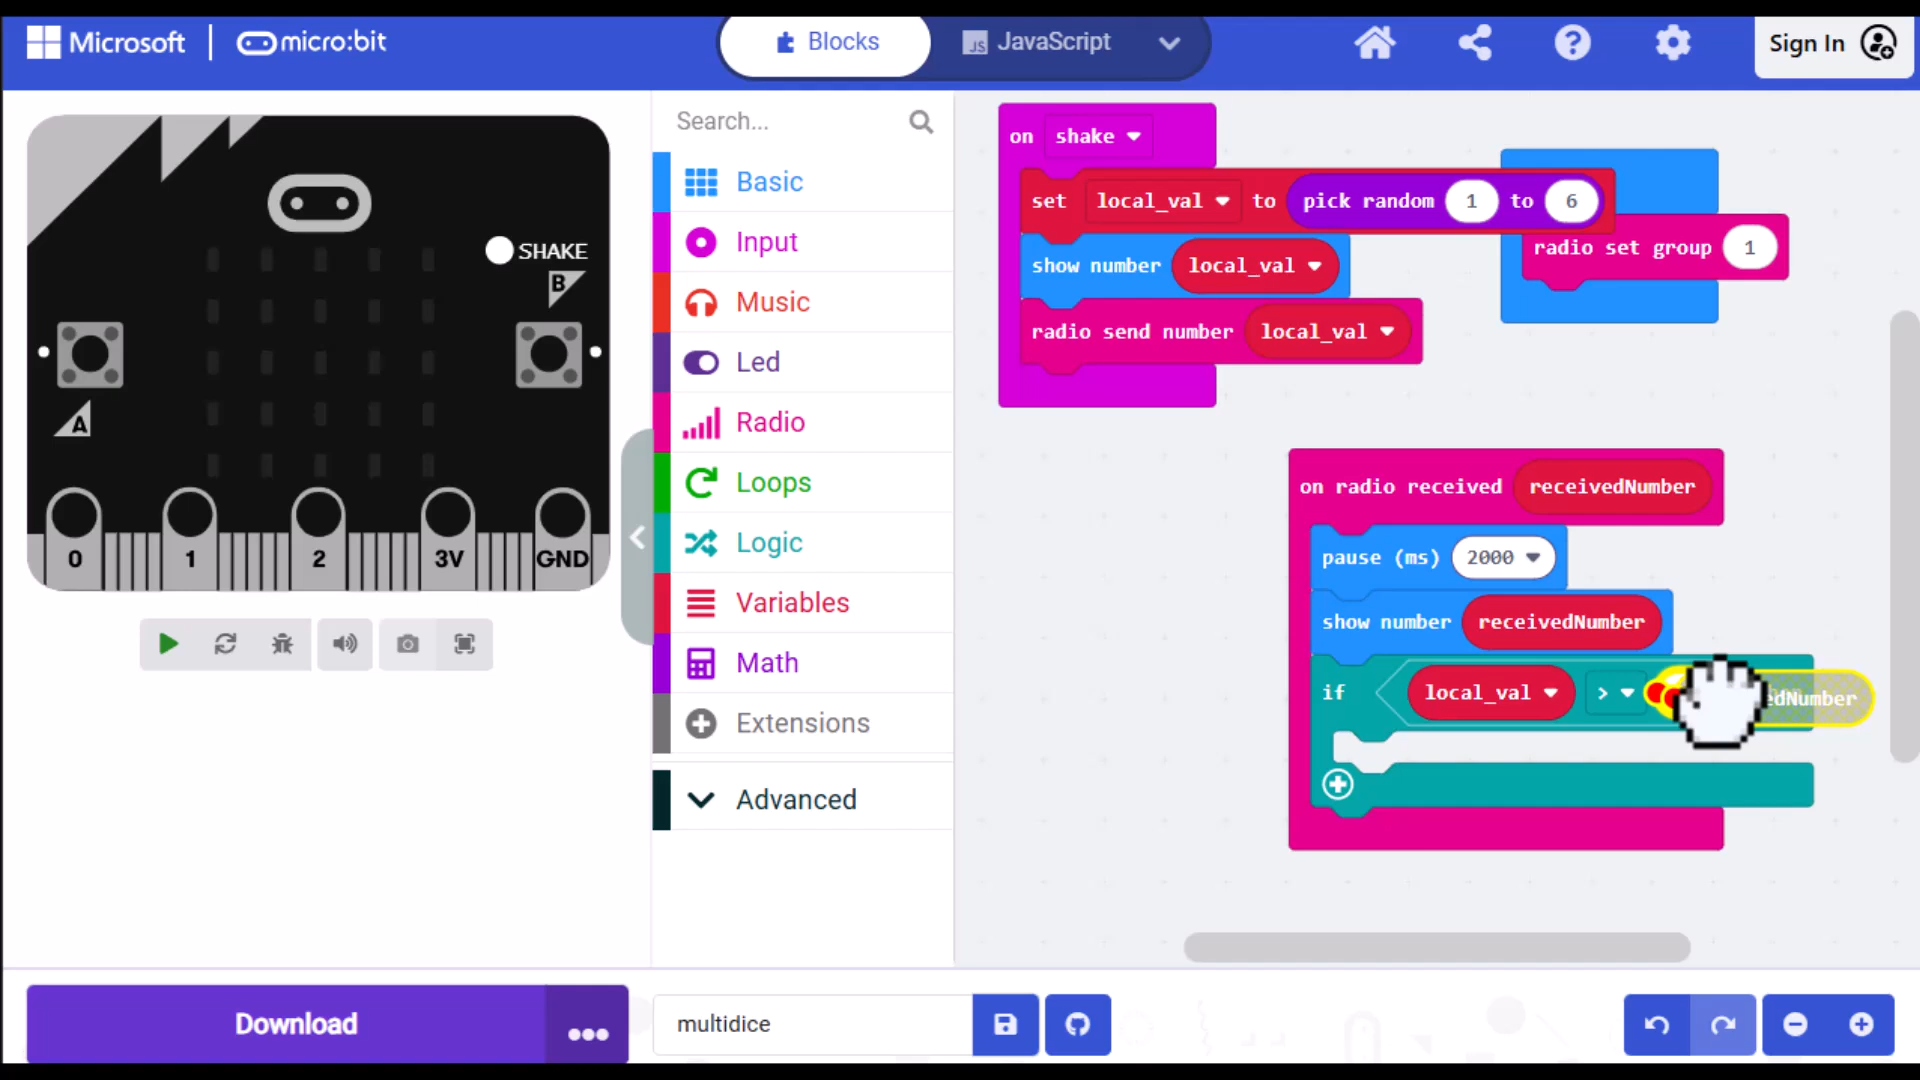 Microsoft micro:bit
Blocks
JavaScript
Sign In
SHAKE
B
A
0 1 2 3V GND
Search...
Basic
Input
Music
Led
Radio
Loops
Logic
Variables
Math
Extensions
Advanced
on shake
set local_val to pick random 1 to 6
show number local_val
radio send number local_val
radio set group 1
on radio received receivedNumber
pause (ms) 2000
show number receivedNumber
if local_val >
Download
multidice